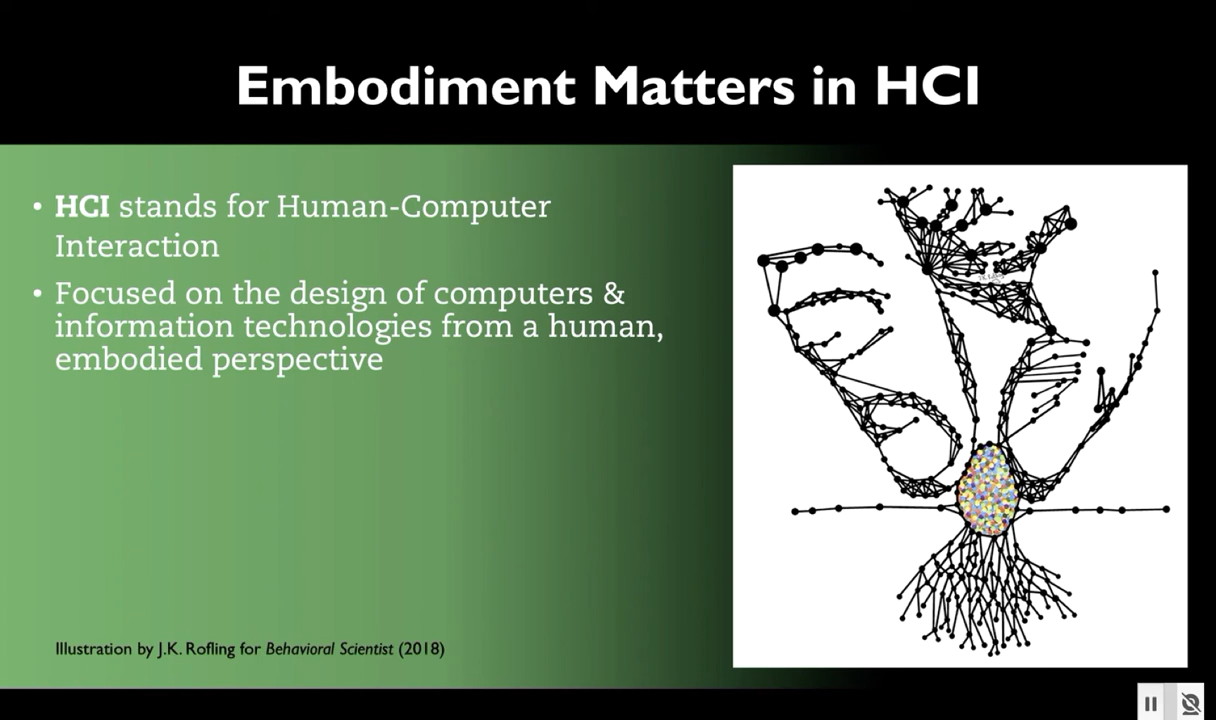 Embodiment Matters in HCI
• HCI stands for Human-Computer
Interaction
• Focused on the design of computers &
information technologies from a human,
embodied perspective
Illustration by J.K. Rofling for Behavioral Scientist (2018)